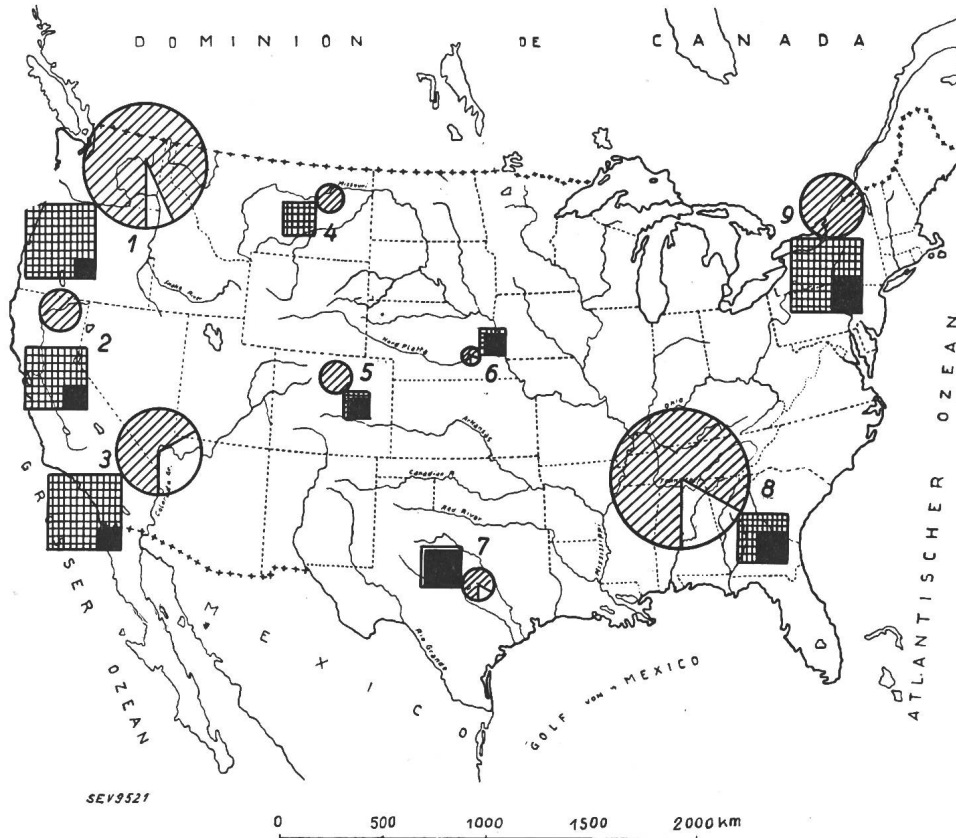 DOMINION DE CANADA
Missouri
9
4
1
Snake River
2
Nord Platte
6
5
Ohio
Arkansas
3
Colorado
Canadian R.
8
Red River
Mississippi
7
GROSSER OZEAN
MEXICO
Rio Grande
GOLF VON MEXICO
ATLANTISCHER OZEAN
SEV9521
0 500 1000 1500 2000 km